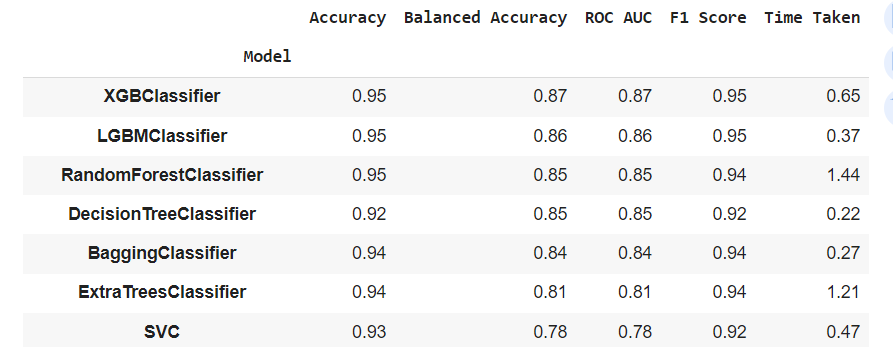 Accuracy Balanced Accuracy ROC AUC F1 Score Time Taken
Model
XGBClassifier 0.95 0.87 0.87 0.95 0.65
LGBMClassifier 0.95 0.86 0.86 0.95 0.37
RandomForestClassifier 0.95 0.85 0.85 0.94 1.44
DecisionTreeClassifier 0.92 0.85 0.85 0.92 0.22
BaggingClassifier 0.94 0.84 0.84 0.94 0.27
ExtraTreesClassifier 0.94 0.81 0.81 0.94 1.21
SVC 0.93 0.78 0.78 0.92 0.47